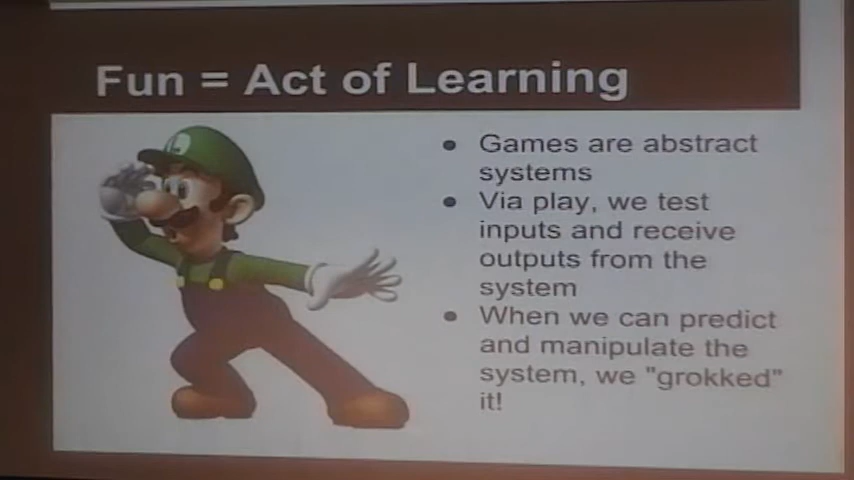 Fun = Act of Learning
L
• Games are abstract
systems
• Via play, we test
inputs and receive
outputs from the
system
• When we can predict
and manipulate the
system, we "grokked"
it!